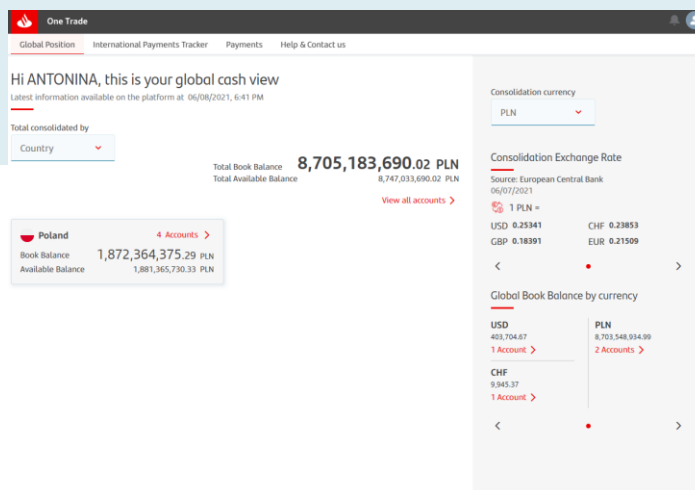 One Trade
Global Position
International Payments Tracker
Payments
Help & Contact us
Hi ANTONINA, this is your global cash view
Latest information available on the platform at 06/08/2021, 6:41 PM
Total consolidated by
Country
Total Book Balance 8,705,183,690.02 PLN
Total Available Balance 8,747,033,690.02 PLN
View all accounts
Poland
4 Accounts
Book Balance 1,872,364,375.29 PLN
Available Balance 1,881,365,730.33 PLN
Consolidation currency
PLN
Consolidation Exchange Rate
Source: European Central Bank
06/07/2021
1 PLN =
USD 0.25341 CHF 0.23853
GBP 0.18391 EUR 0.21509
Global Book Balance by currency
USD
403,704.67
1 Account
PLN
8,703,548,934.99
2 Accounts
CHF
9,945.37
1 Account